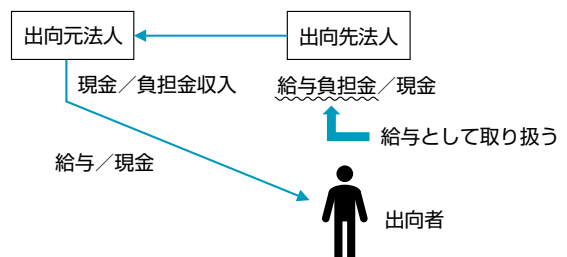 出向元法人
出向先法人
現金／負担金収入
給与負担金／現金
給与として取り扱う
給与／現金
出向者